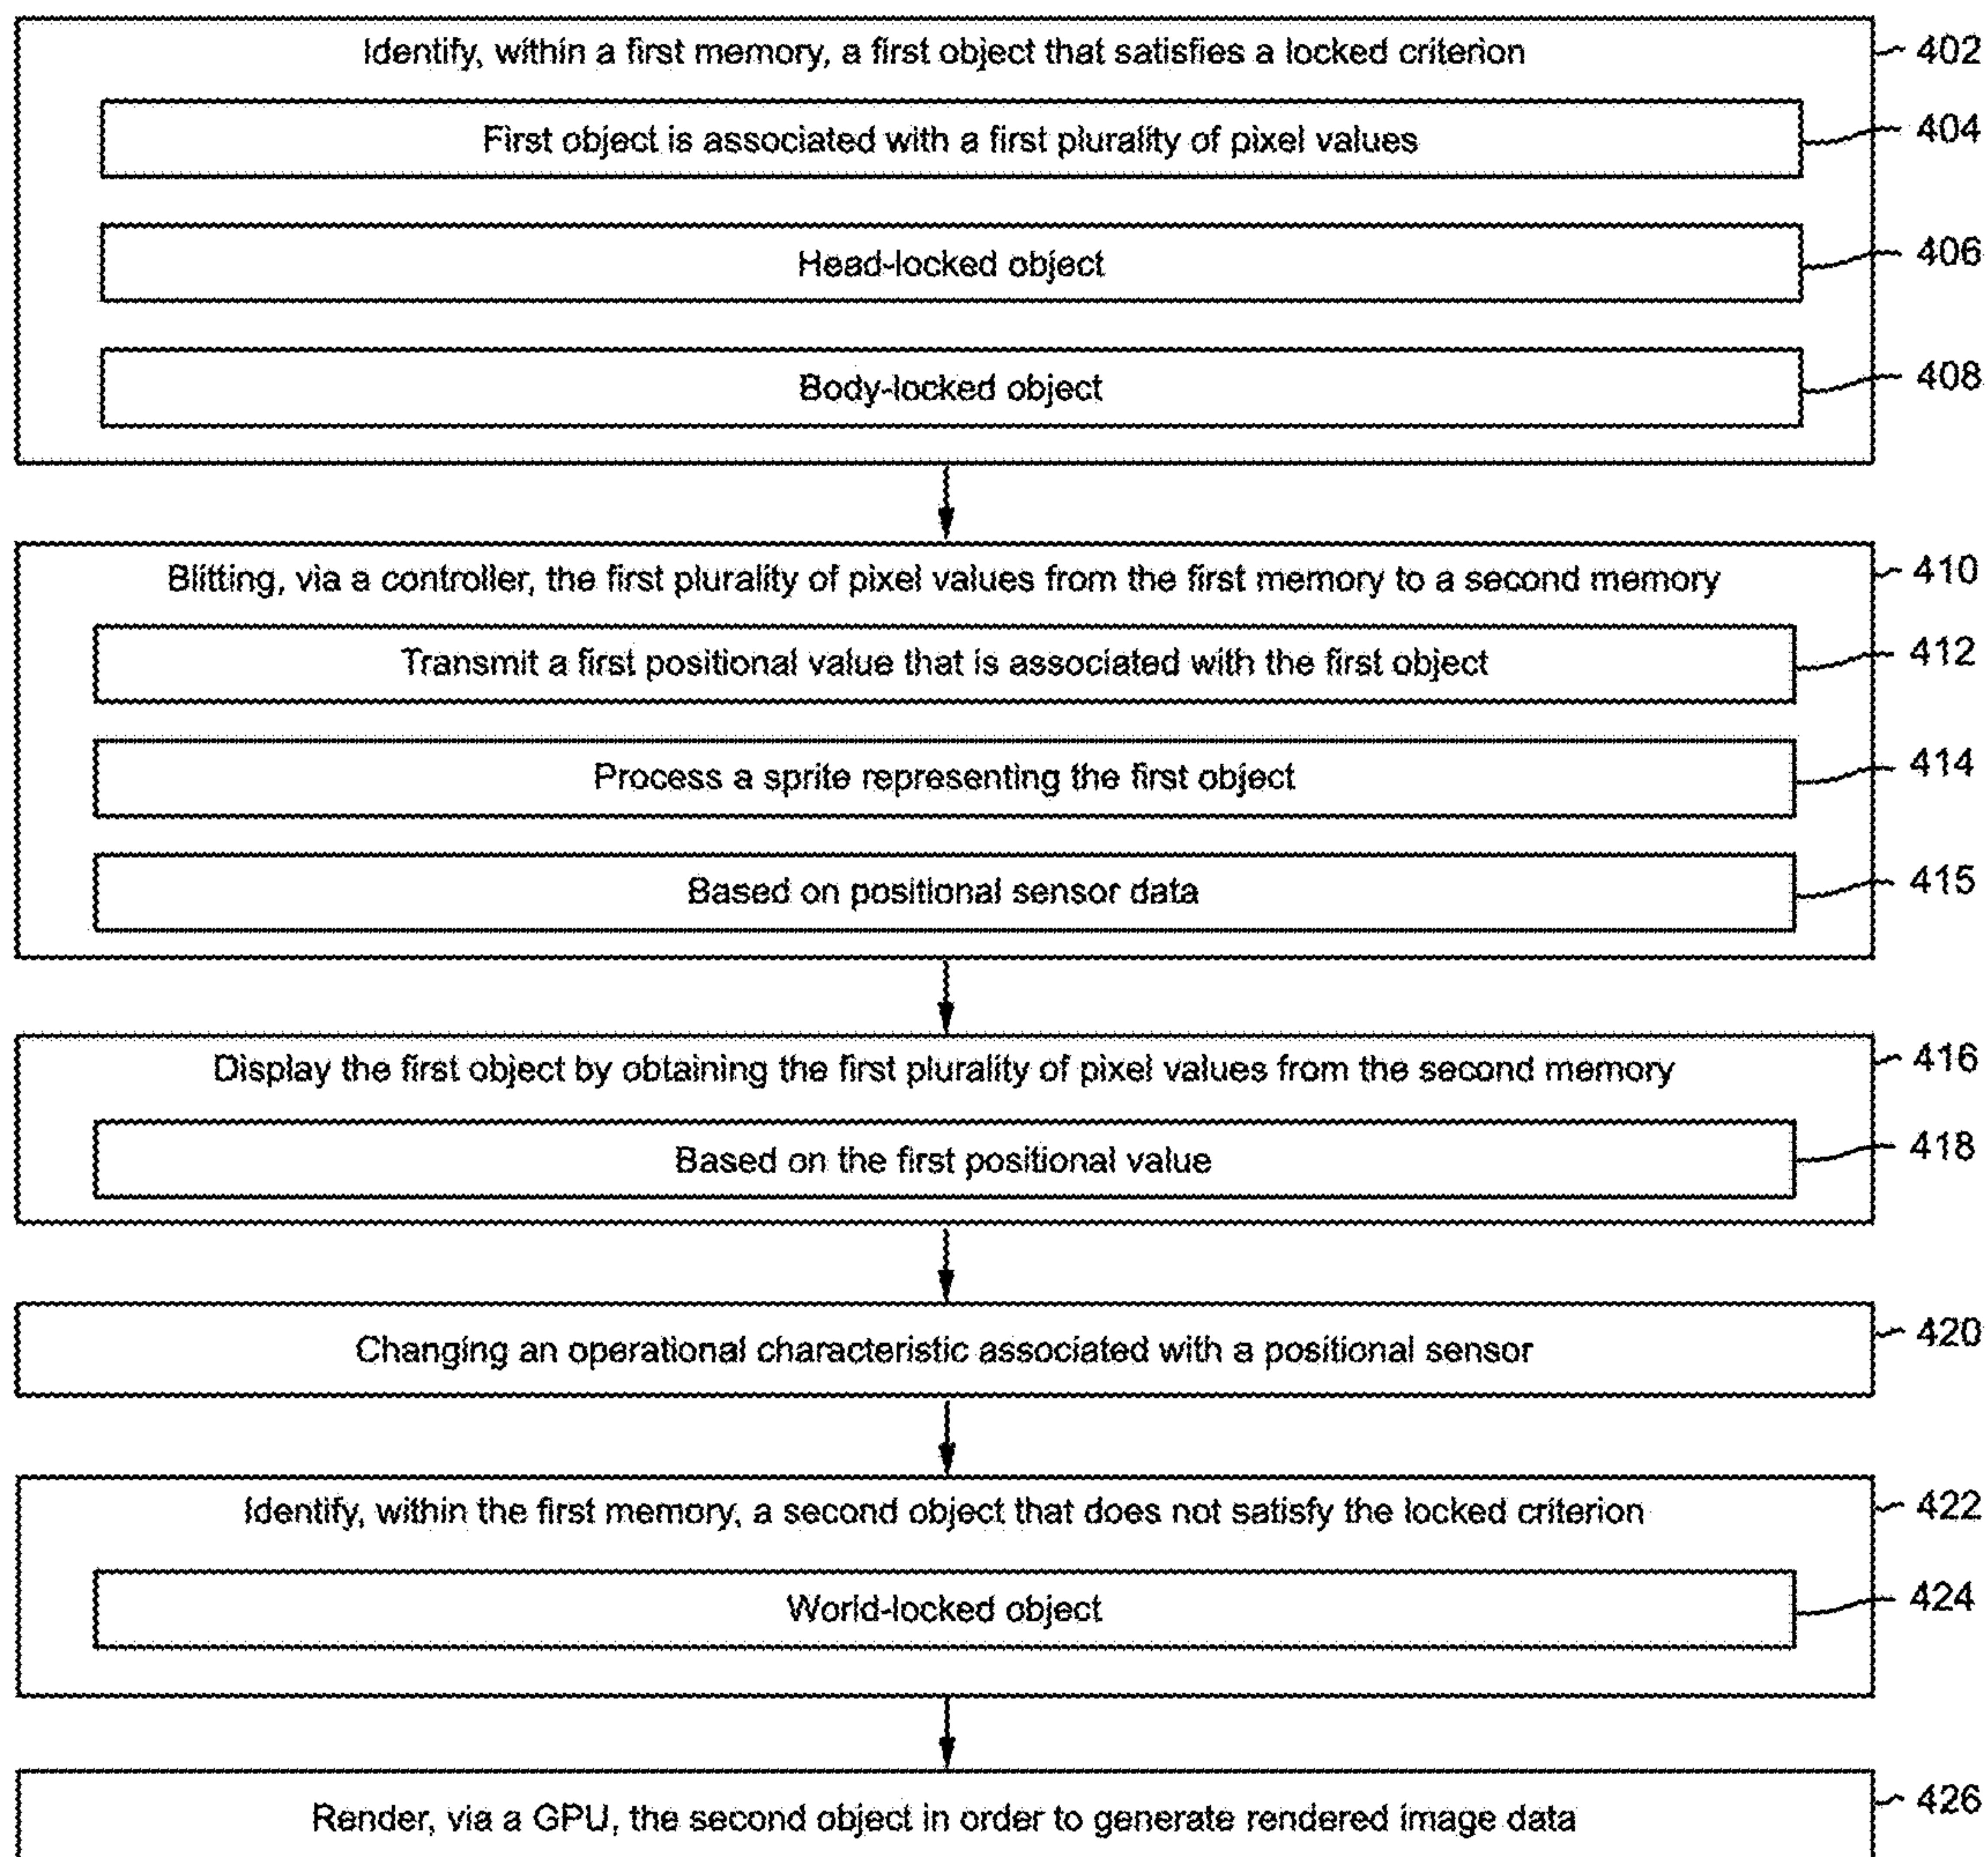 Identify, within a first memory, a first object that satisfies a locked criterion
402
First object is associated with a first plurality of pixel values
404
Head-locked object
406
Body-locked object
408
Blitting, via a controller, the first plurality of pixel values from the first memory to a second memory
410
Transmit a first positional value that is associated with the first object
412
Process a sprite representing the first object
414
Based on positional sensor data
415
Display the first object by obtaining the first plurality of pixel values from the second memory
416
Based on the first positional value
418
Changing an operational characteristic associated with a positional sensor
420
Identify, within the first memory, a second object that does not satisfy the locked criterion
422
World-locked object
424
Render, via a GPU, the second object in order to generate rendered image data
426